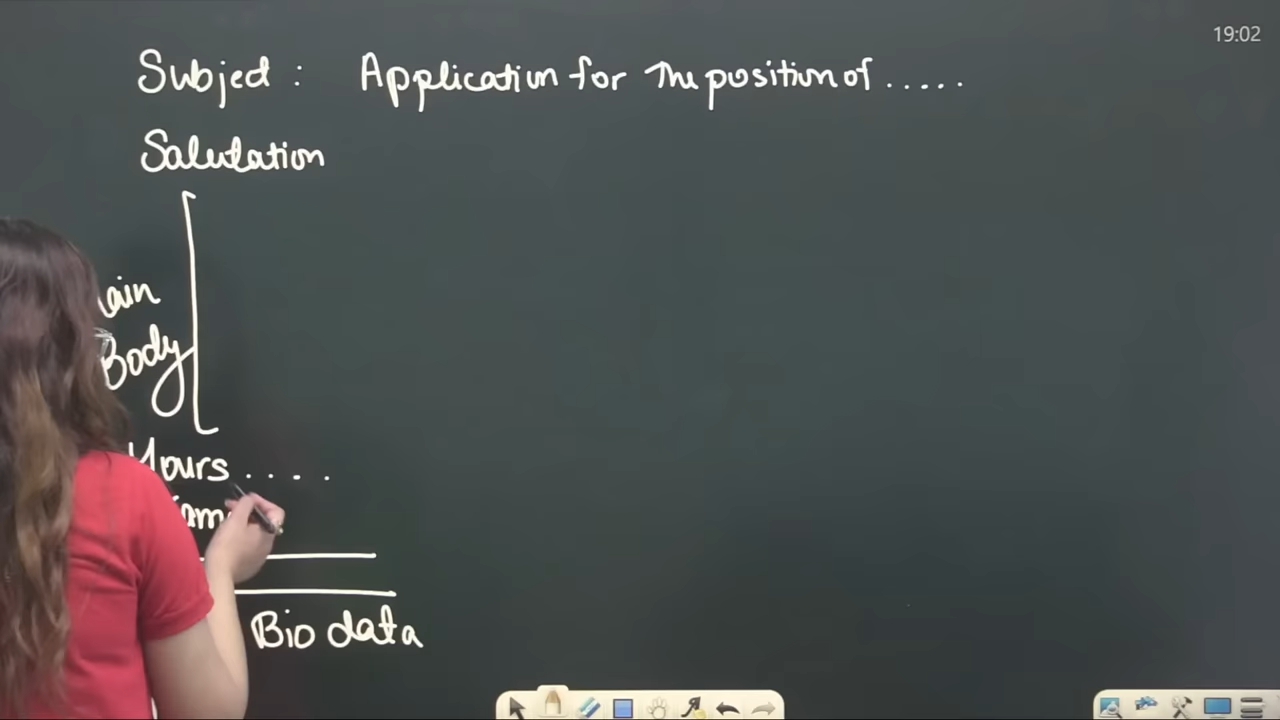 19:02
Subject : Application for The position of .....
Salutation
ain
Body
Yours ....
Bio data